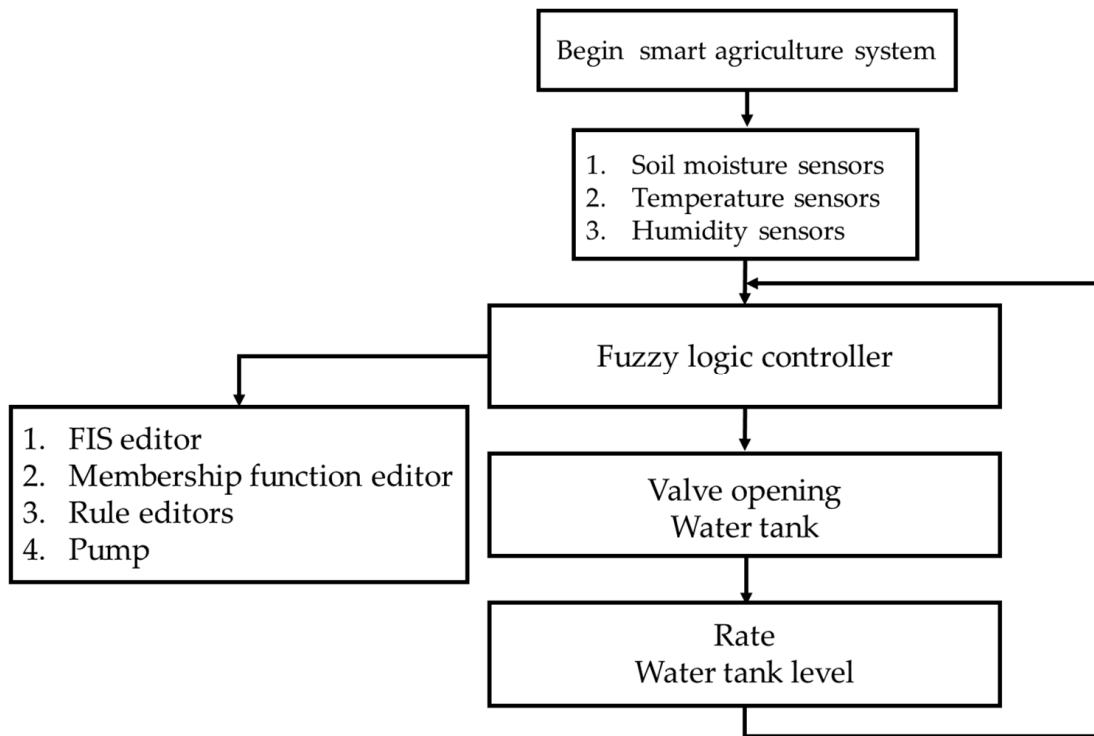 Begin smart agriculture system
1. Soil moisture sensors
2. Temperature sensors
3. Humidity sensors
Fuzzy logic controller
1. FIS editor
2. Membership function editor
3. Rule editors
4. Pump
Valve opening
Water tank
Rate
Water tank level